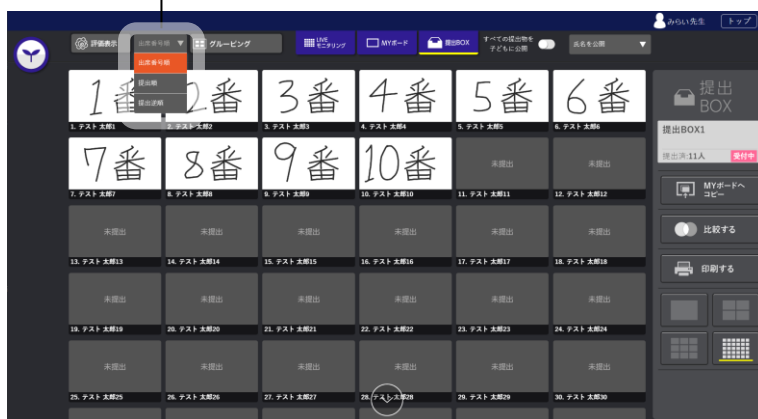 みらい先生 トップ
評価表示 出席番号順 ▼ グルーピング LIVE モニタリング MYボード 提出BOX すべての提出物を 子どもに公開 氏名を公開 ▼
出席番号順
提出順
提出逆順
1番 2番 3番 4番 5番 6番
1. テスト 太郎1 2. テスト 太郎2 3. テスト 太郎3 4. テスト 太郎4 5. テスト 太郎5 6. テスト 太郎6
7番 8番 9番 10番 未提出 未提出
7. テスト 太郎7 8. テスト 太郎8 9. テスト 太郎9 10. テスト 太郎10 11. テスト 太郎11 12. テスト 太郎12
未提出 未提出 未提出 未提出 未提出 未提出
13. テスト 太郎13 14. テスト 太郎14 15. テスト 太郎15 16. テスト 太郎16 17. テスト 太郎17 18. テスト 太郎18
未提出 未提出 未提出 未提出 未提出 未提出
19. テスト 太郎19 20. テスト 太郎20 21. テスト 太郎21 22. テスト 太郎22 23. テスト 太郎23 24. テスト 太郎24
未提出 未提出 未提出 未提出 未提出 未提出
25. テスト 太郎25 26. テスト 太郎26 27. テスト 太郎27 28. テスト 太郎28 29. テスト 太郎29 30. テスト 太郎30
提出
BOX
提出BOX1
提出済:11人 受付中
MYボードへ
コピー
比較する
印刷する